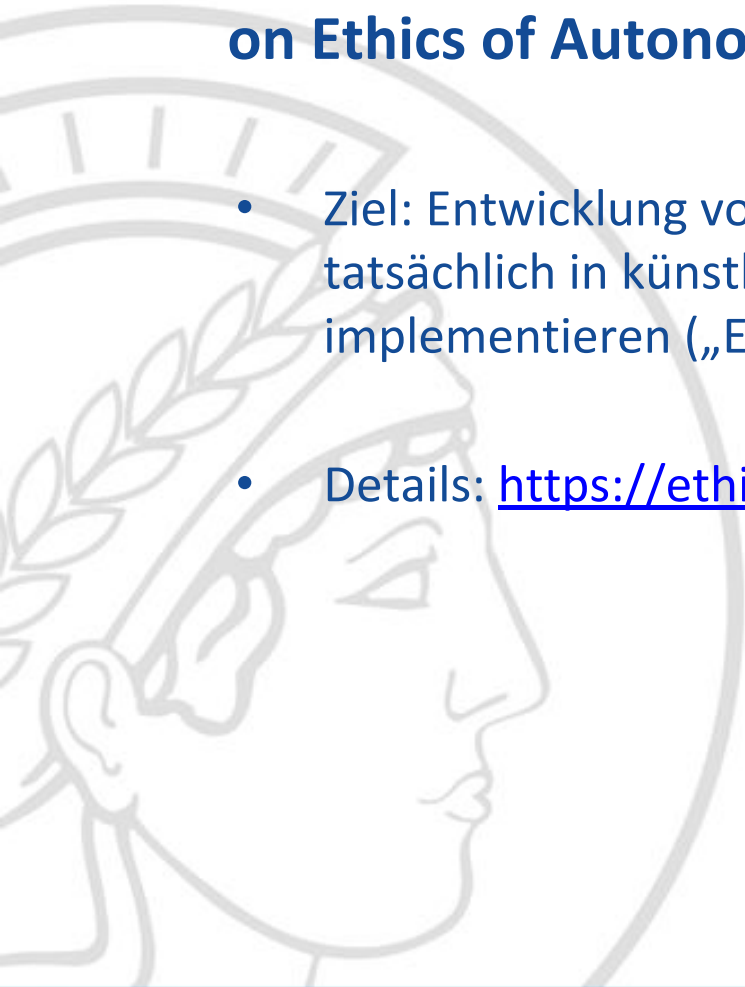 on Ethics of Autono
• Ziel: Entwicklung vo
tatsächlich in künstl
implementieren („E
• Details: https://ethi